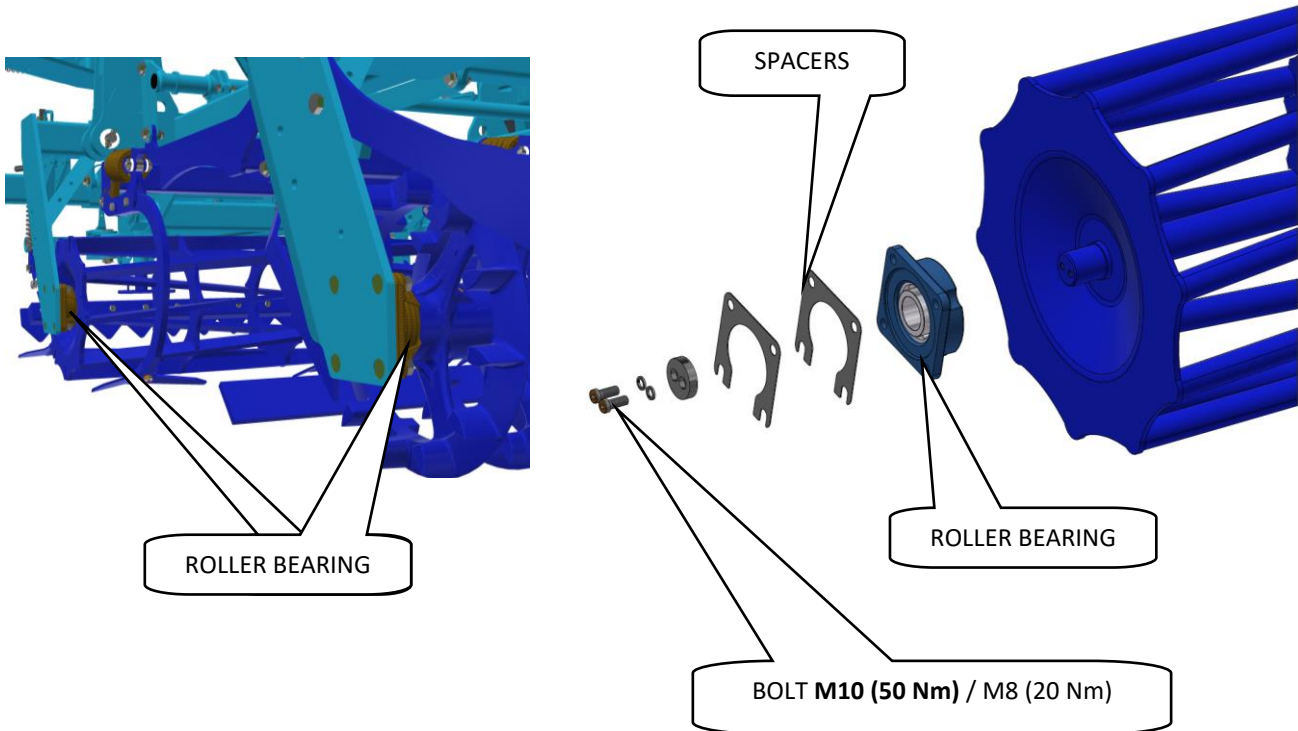 SPACERS
ROLLER BEARING
ROLLER BEARING
BOLT M10 (50 Nm) / M8 (20 Nm)